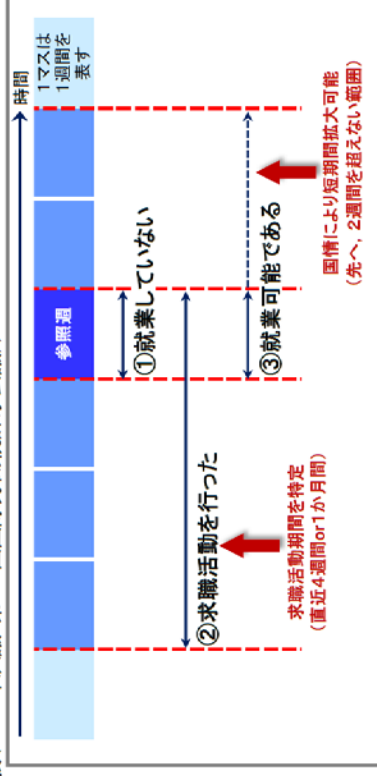 時間
1マスは
1週間を
表す
参照週
①就業していない
②求職活動を行った
③就業可能である
求職活動期間を特定
(直近4週間or1か月間)
国情により短期間拡大可能
(先へ、2週間を超えない範囲)